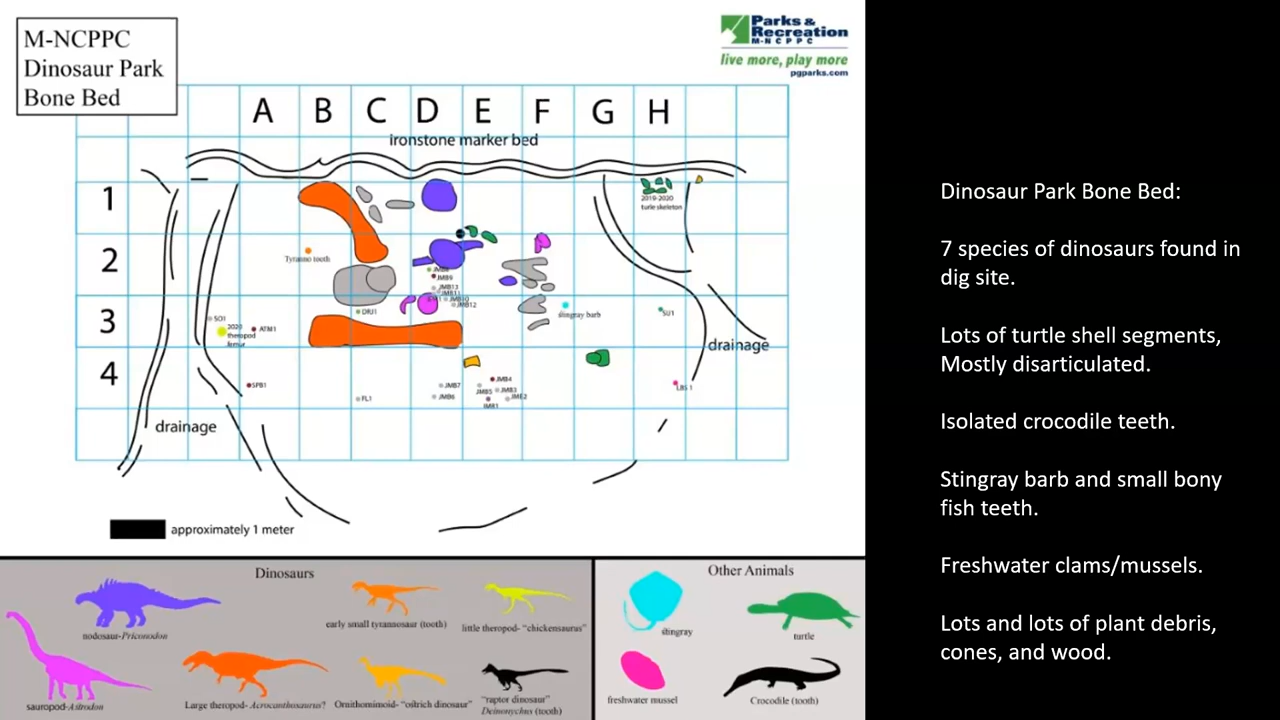 M-NCPPC
Dinosaur Park
Bone Bed
Parks &
Recreation
M-NCPPC
live more, play more
pgparks.com
A B C D E F G H
ironstone marker bed
1
2019-2020
turle skeleton
2
Tyranno tooth
JMB9
JMB13
JMB11
JMB10
JMB12
3
SO1
2020
theropod
femur
ATM1
DRJ1
stingray barb
SU1
drainage
4
SPB1
FL1
JMB7
JMB6
JMB4
JMB5
JMB3
JMB1
JME2
LBS 1
drainage
approximately 1 meter
Dinosaurs
nodosaur-Priconodon
early small tyrannosaur (tooth)
little theropod- “chickensaurus”
sauropod-Astrodon
Large theropod- Acrocanthosaurus?
Ornithomimoid- “ostrich dinosaur”
“raptor dinosaur”
Deinonychus (tooth)
Other Animals
stingray
turtle
freshwater mussel
Crocodile (tooth)
Dinosaur Park Bone Bed:
7 species of dinosaurs found in
dig site.
Lots of turtle shell segments,
Mostly disarticulated.
Isolated crocodile teeth.
Stingray barb and small bony
fish teeth.
Freshwater clams/mussels.
Lots and lots of plant debris,
cones, and wood.